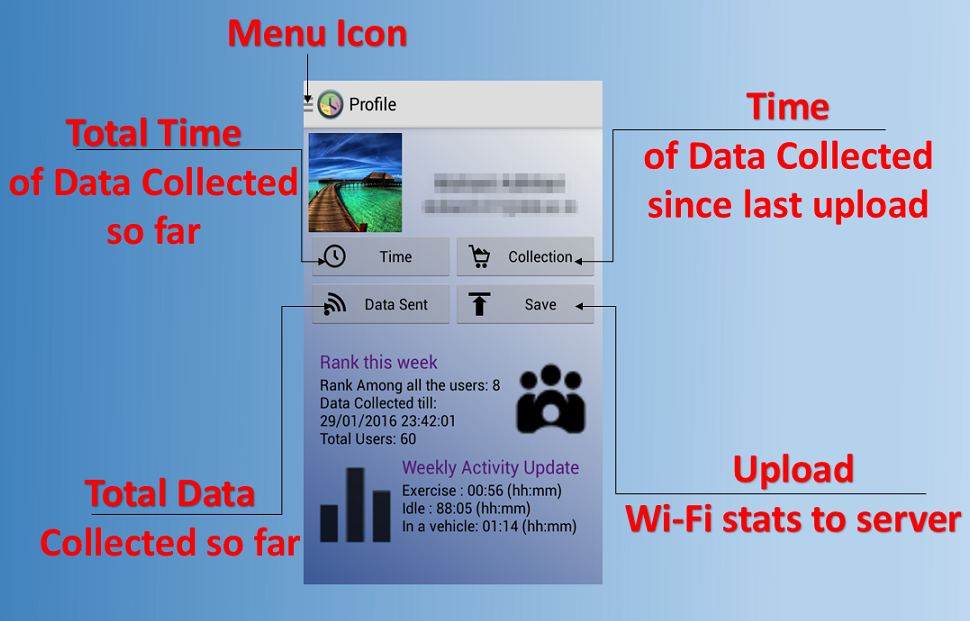 Menu Icon
Profile
Total Time
of Data Collected
so far
Time
of Data Collected
since last upload
Time
Collection
Data Sent
Save
Rank this week
Rank Among all the users: 8
Data Collected till:
29/01/2016 23:42:01
Total Users: 60
Weekly Activity Update
Exercise : 00:56 (hh:mm)
Idle : 88:05 (hh:mm)
In a vehicle: 01:14 (hh:mm)
Total Data
Collected so far
Upload
Wi-Fi stats to server